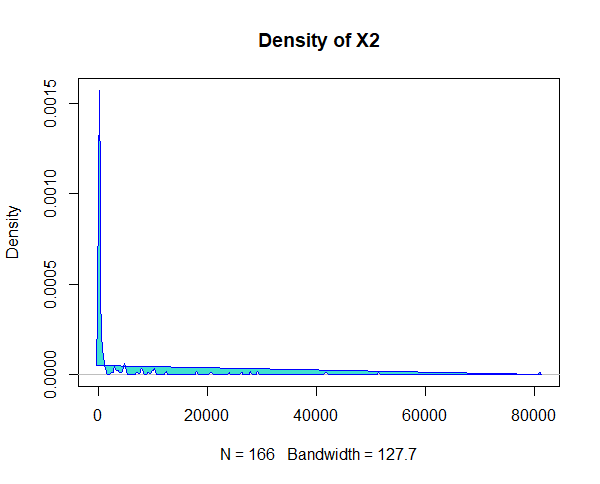 Density of X2
Density
0.0015
0.0010
0.0005
0.0000
0 20000 40000 60000 80000
N = 166 Bandwidth = 127.7